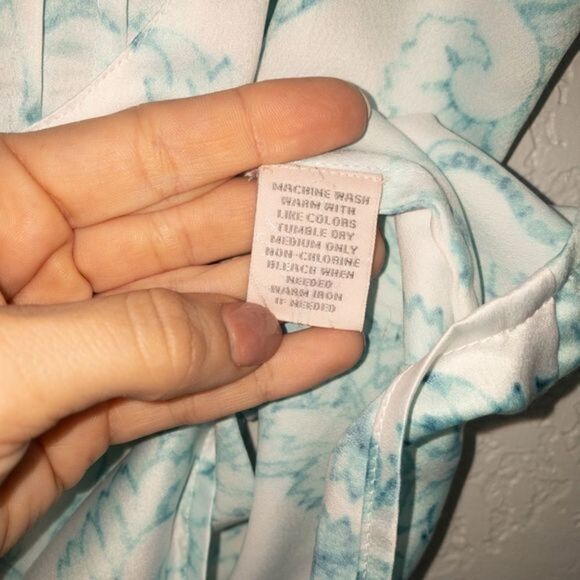 MACHINE WASH
WARM WITH
LIKE COLORS
TUMBLE DRY
MEDIUM ONLY
NON-CHLORINE
BLEACH WHEN
NEEDED
WARM IRON
IF NEEDED